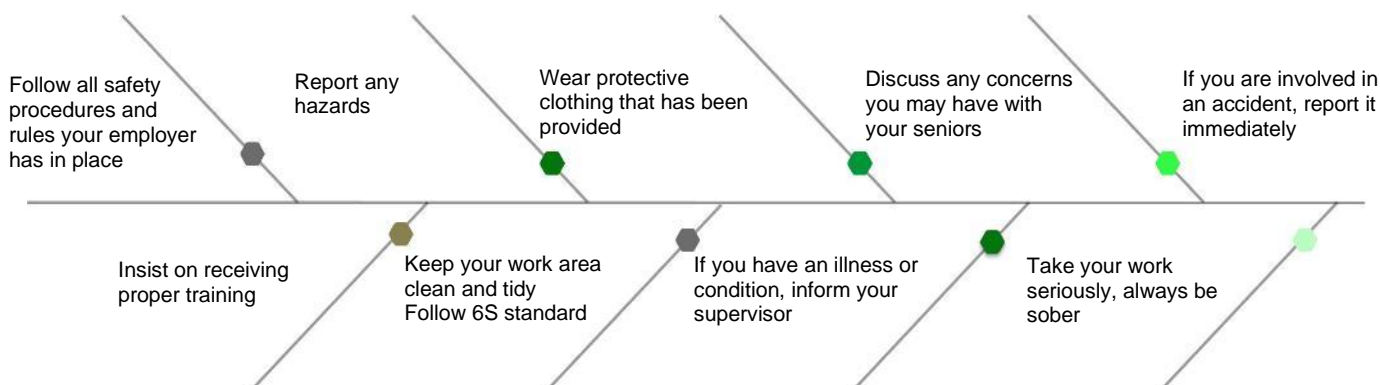 Follow all safety
procedures and
rules your employer
has in place
Report any
hazards
Wear protective
clothing that has been
provided
Discuss any concerns
you may have with
your seniors
If you are involved in
an accident, report it
immediately
Insist on receiving
proper training
Keep your work area
clean and tidy
Follow 6S standard
If you have an illness or
condition, inform your
supervisor
Take your work
seriously, always be
sober